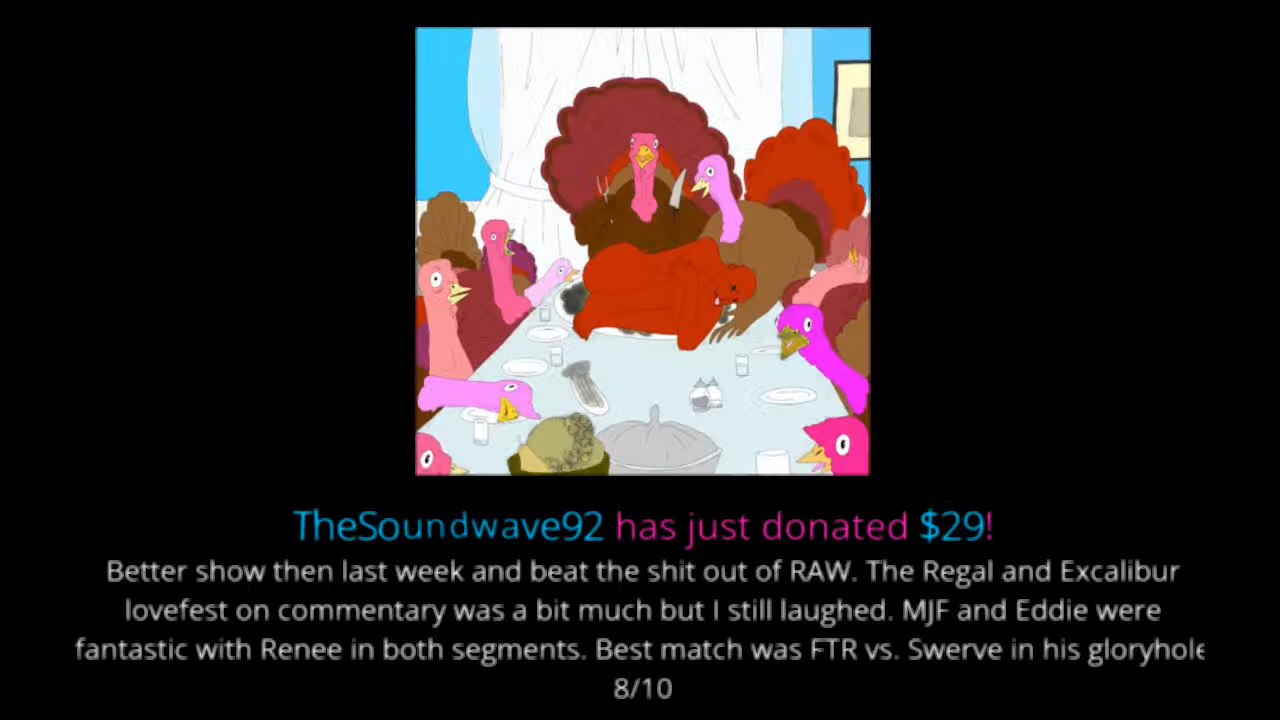 TheSoundwave92 has just donated $29!
Better show then last week and beat the shit out of RAW. The Regal and Excalibur
lovefest on commentary was a bit much but I still laughed. MJF and Eddie were
fantastic with Renee in both segments. Best match was FTR vs. Swerve in his gloryhole
8/10